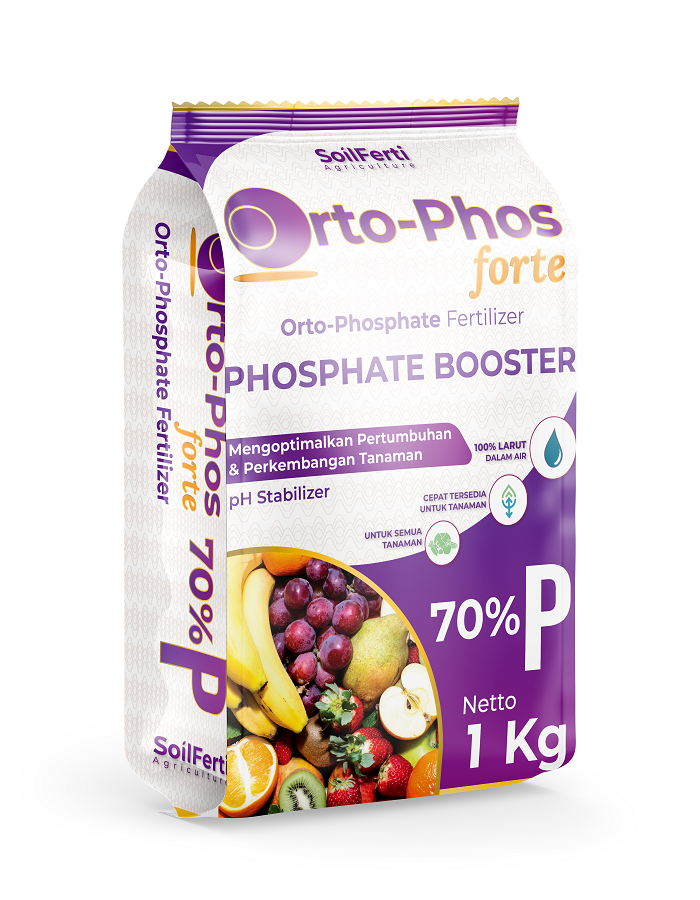 SoilFerti
Agriculture
Orto-Phos
forte
Orto-Phosphate Fertilizer
PHOSPHATE BOOSTER
Mengoptimalkan Pertumbuhan
& Perkembangan Tanaman
pH Stabilizer
100% LARUT
DALAM AIR
CEPAT TERSEDIA
UNTUK TANAMAN
UNTUK SEMUA
TANAMAN
70% P
Netto
1 Kg
Orto-Phosphate Fertilizer
Orto-Phos
forte
70%
P
SoilFerti
Agriculture